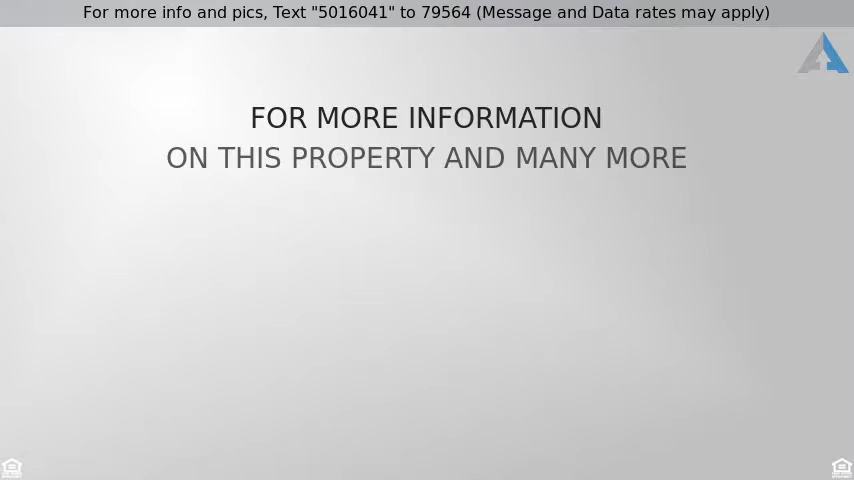 For more info and pics, Text "5016041" to 79564 (Message and Data rates may apply)
FOR MORE INFORMATION
ON THIS PROPERTY AND MANY MORE